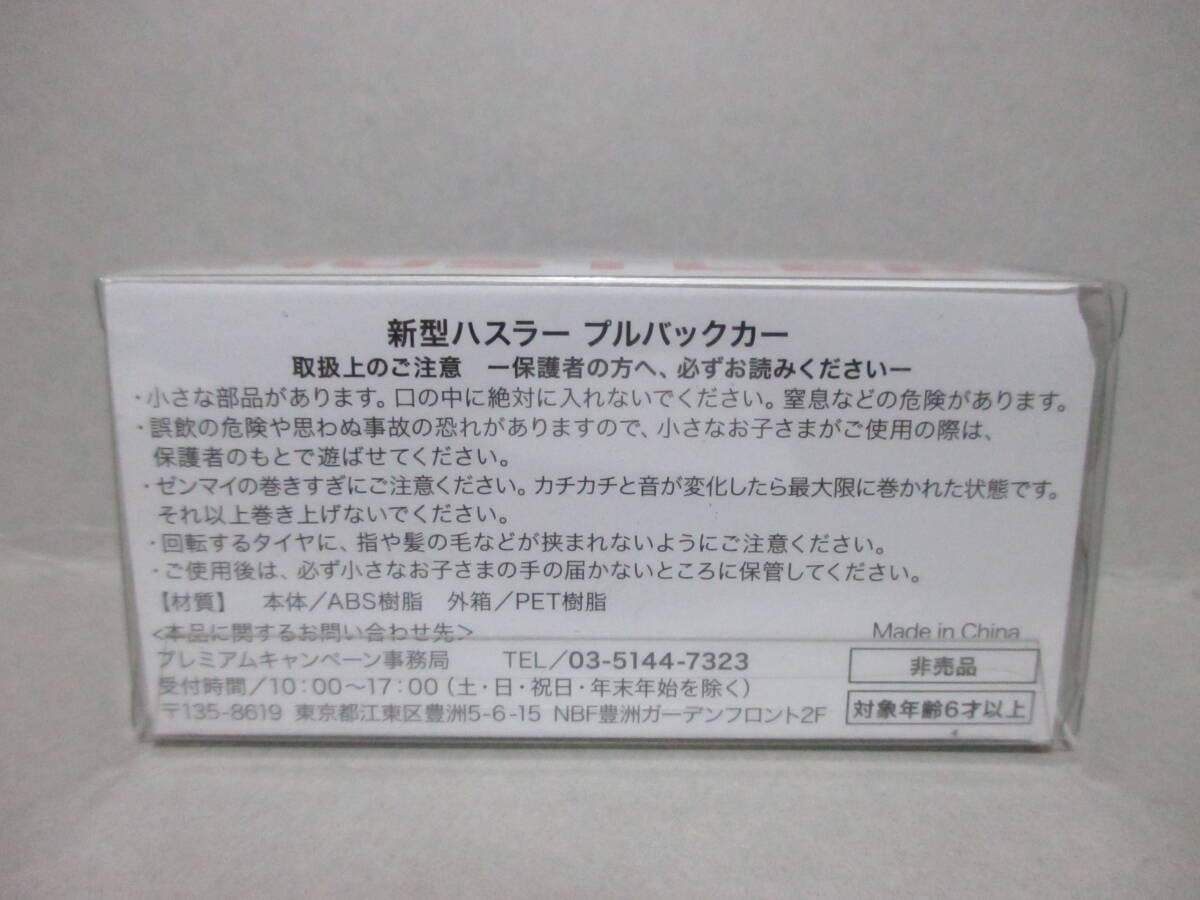 新型ハスラー プルバックカー
取扱上のご注意 ー保護者の方へ、必ずお読みくださいー
・小さな部品があります。口の中に絶対に入れないでください。窒息などの危険があります。
・誤飲の危険や思わぬ事故の恐れがありますので、小さなお子さまがご使用の際は、
保護者のもとで遊ばせてください。
・ゼンマイの巻きすぎにご注意ください。カチカチと音が変化したら最大限に巻かれた状態です。
それ以上巻き上げないでください。
・回転するタイヤに、指や髪の毛などが挟まれないようにご注意ください。
・ご使用後は、必ず小さなお子さまの手の届かないところに保管してください。
【材質】 本体／ABS樹脂 外箱／PET樹脂
<本品に関するお問い合わせ先>
Made in China
プレミアムキャンペーン事務局 TEL／03-5144-7323
受付時間／10：00〜17：00（土・日・祝日・年末年始を除く）
〒135-8619 東京都江東区豊洲5-6-15 NBF豊洲ガーデンフロント2F
非売品
対象年齢6才以上